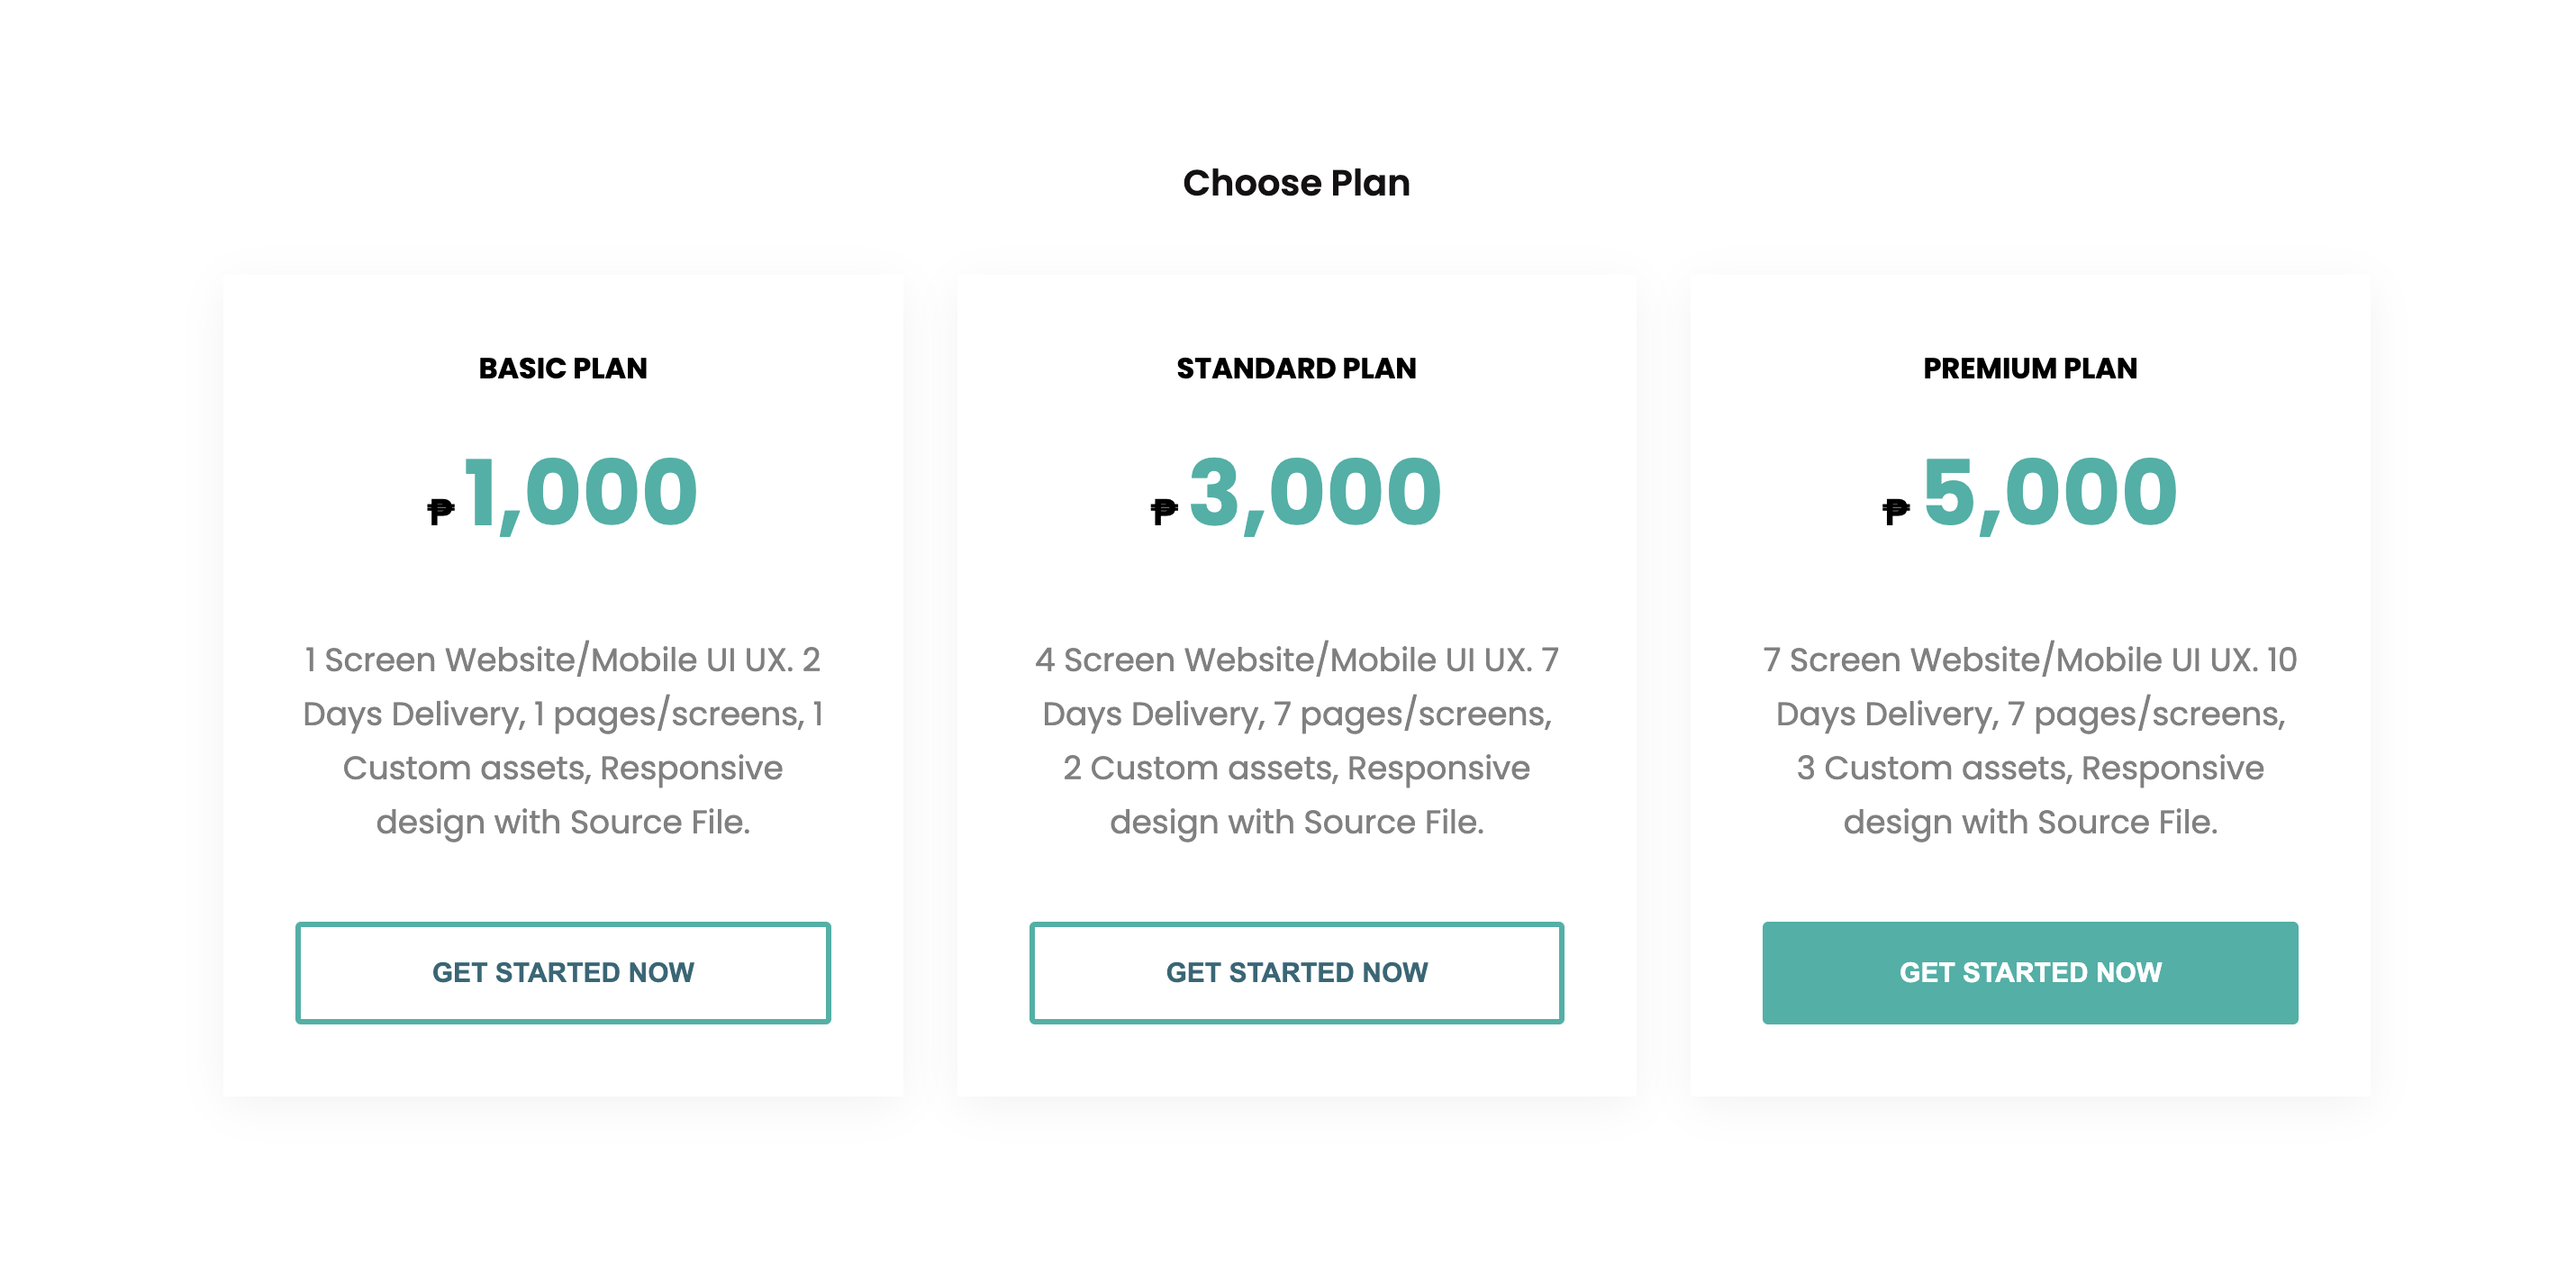 Choose Plan
BASIC PLAN
₱ 1,000
1 Screen Website/Mobile UI UX. 2
Days Delivery, 1 pages/screens, 1
Custom assets, Responsive
design with Source File.
GET STARTED NOW
STANDARD PLAN
₱ 3,000
4 Screen Website/Mobile UI UX. 7
Days Delivery, 7 pages/screens,
2 Custom assets, Responsive
design with Source File.
GET STARTED NOW
PREMIUM PLAN
₱ 5,000
7 Screen Website/Mobile UI UX. 10
Days Delivery, 7 pages/screens,
3 Custom assets, Responsive
design with Source File.
GET STARTED NOW